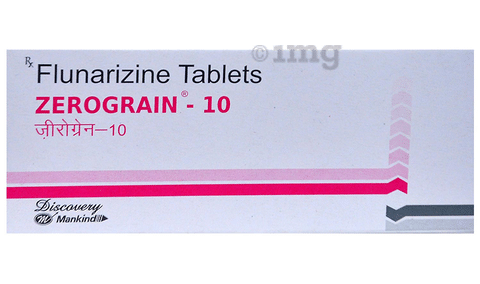 1mg
Rx Flunarizine Tablets
ZEROGRAIN® - 10
ज़ीरोग्रेन–10
Discovery
M Mankind